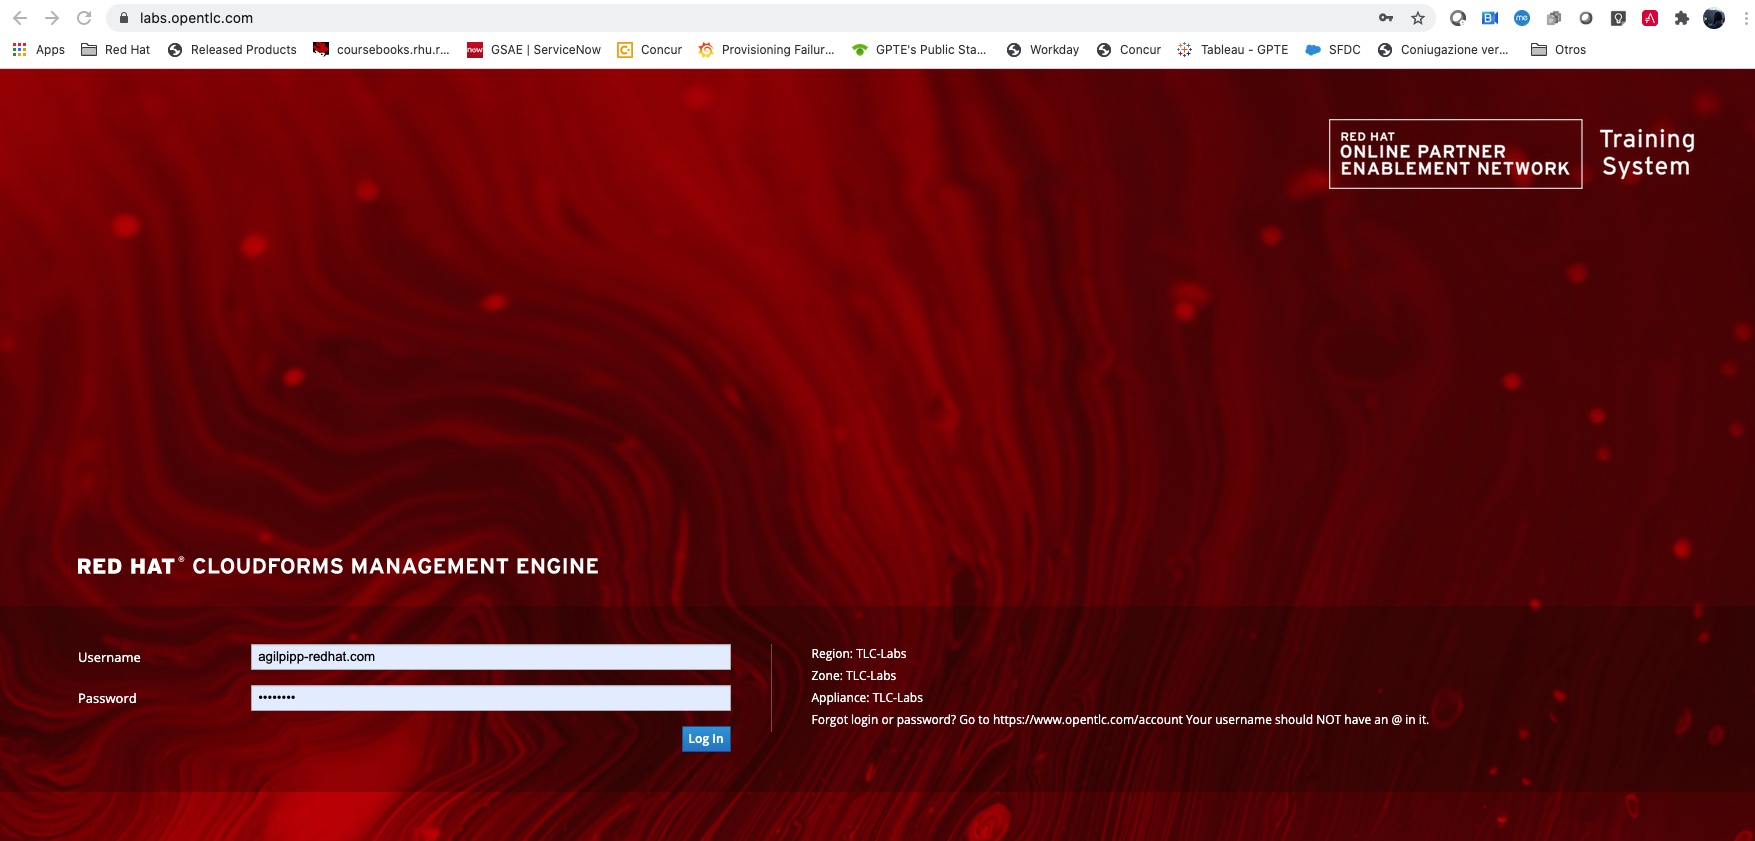 labs.opentlc.com
Apps Red Hat Released Products coursebooks.rhu.r... GSAE | ServiceNow Concur Provisioning Failur... GPTE's Public Sta... Workday Concur Tableau - GPTE SFDC Coniugazione ver... Otros
RED HAT
ONLINE PARTNER
ENABLEMENT NETWORK
Training
System
RED HAT® CLOUDFORMS MANAGEMENT ENGINE
Username agilpipp-redhat.com
Password ••••••••
Log In
Region: TLC-Labs
Zone: TLC-Labs
Appliance: TLC-Labs
Forgot login or password? Go to https://www.opentlc.com/account Your username should NOT have an @ in it.